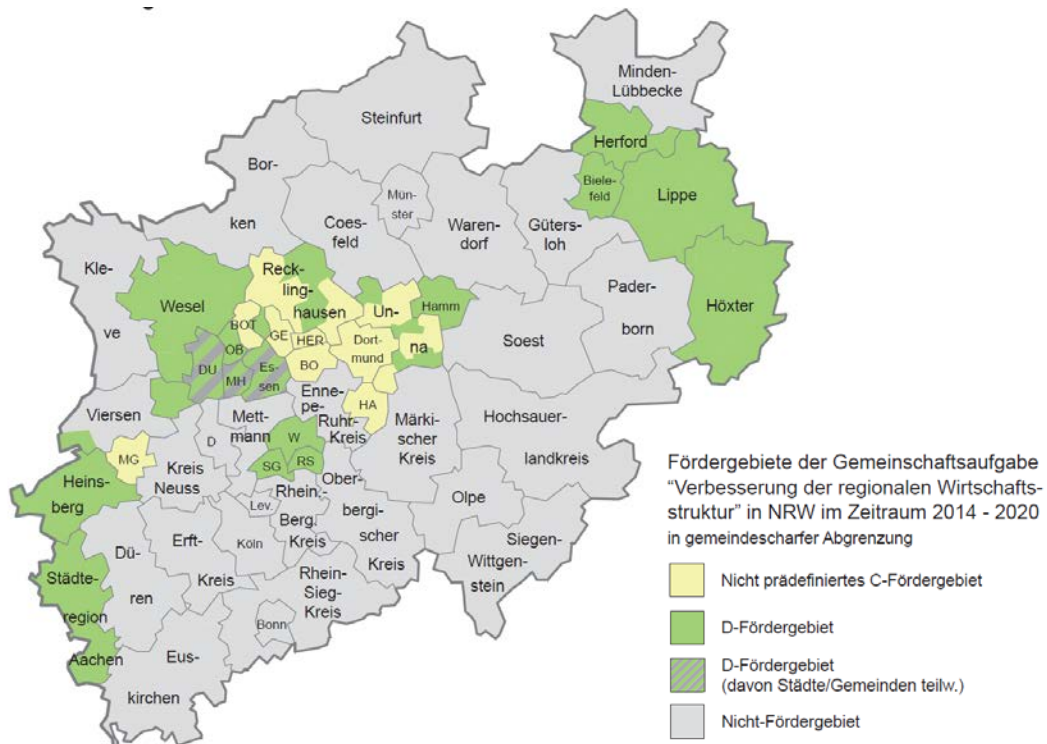 Minden-
Lübbecke
Steinfurt
Herford
Bor-
Biele-
feld
Lippe
Mün-
ster
ken
Coes-
feld
Waren-
dorf
Güters-
loh
Kle-
Reck-
ling-
hausen
Pader-
born
Höxter
Wesel
Un-
Hamm
ve
BOT
GE
HER
Dort-
mund
na
Soest
OB
DU
MH
Es-
sen
BO
Enne-
pe-
Ruhr-
Kreis
HA
Viersen
Mett-
mann
Märki-
scher
Kreis
Hochsauer-
landkreis
D
W
MG
Kreis
Neuss
SG
RS
Heins-
berg
Rhein.-
Berg.
Kreis
Ober-
bergi-
scher
Kreis
Lev.
Olpe
Köln
Dü-
ren
Erft-
Kreis
Siegen-
Wittgen-
stein
Städte-
region
Aachen
Rhein-
Sieg-
Kreis
Bonn
Eus-
kirchen
Fördergebiete der Gemeinschaftsaufgabe
“Verbesserung der regionalen Wirtschafts-
struktur” in NRW im Zeitraum 2014 - 2020
in gemeindescharfer Abgrenzung
Nicht prädefiniertes C-Fördergebiet
D-Fördergebiet
D-Fördergebiet
(davon Städte/Gemeinden teilw.)
Nicht-Fördergebiet